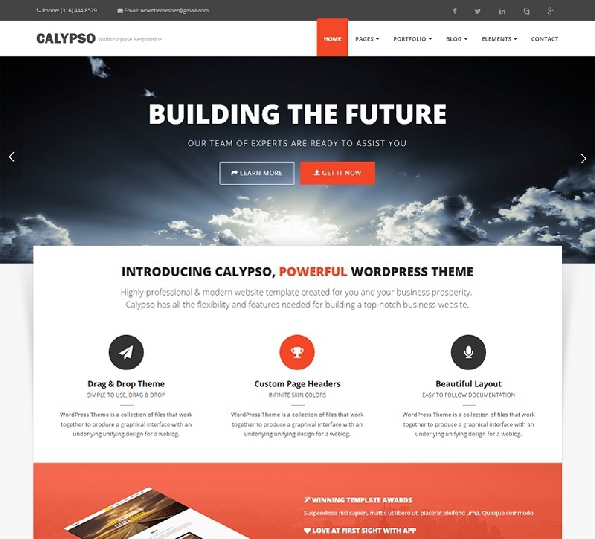 Phone: (316) 444 8529 Email: wowthemesnet@gmail.com
CALYPSO Multipurpose Responsive
HOME PAGES PORTFOLIO BLOG ELEMENTS CONTACT
BUILDING THE FUTURE
OUR TEAM OF EXPERTS ARE READY TO ASSIST YOU
LEARN MORE GET IT NOW
INTRODUCING CALYPSO, POWERFUL WORDPRESS THEME
Highly-professional & modern website template created for you and your business prosperity.
Calypso has all the flexibility and features needed for building a top-notch business website.
Drag & Drop Theme
SIMPLE TO USE, DRAG & DROP
WordPress Theme is a collection of files that work
together to produce a graphical interface with an
underlying unifying design for a weblog.
Custom Page Headers
INFINITE SKIN COLORS
WordPress Theme is a collection of files that work
together to produce a graphical interface with an
underlying unifying design for a weblog.
Beautiful Layout
EASY TO FOLLOW DOCUMENTATION
WordPress Theme is a collection of files that work
together to produce a graphical interface with an
underlying unifying design for a weblog.
WINNING TEMPLATE AWARDS
Suspendisse nisl sapien, mattis ut libero ut, placerat eleifend urna. Quisque commodo.
LOVE AT FIRST SIGHT WITH APP